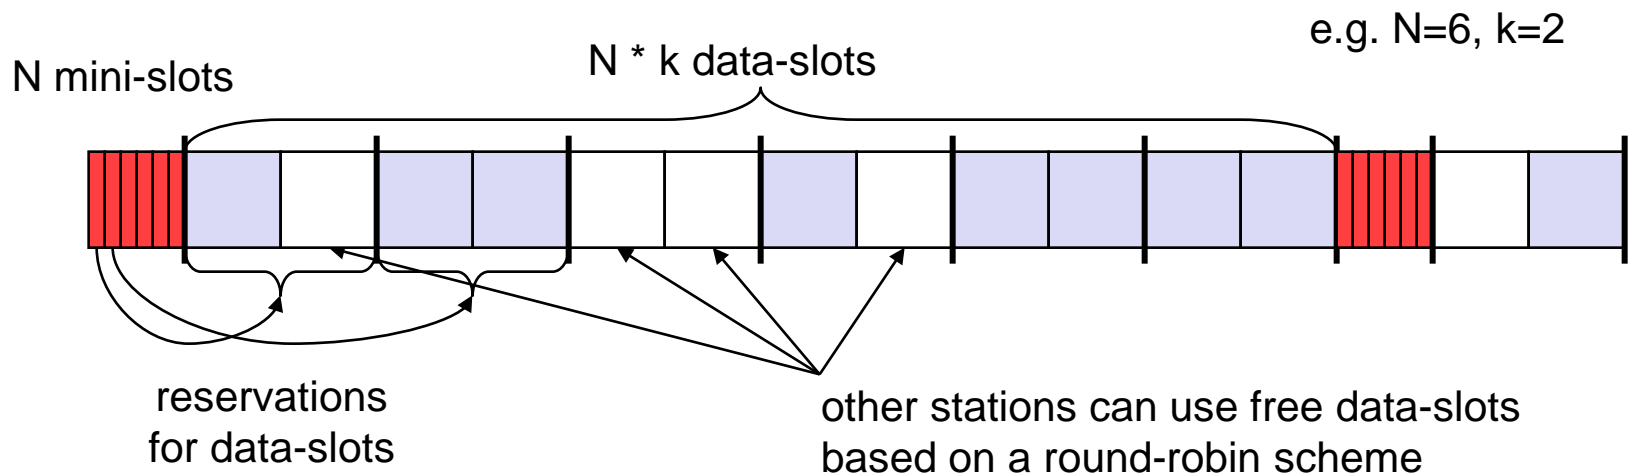 e.g. N=6, k=2
N * k data-slots
N mini-slots
reservations
for data-slots
other stations can use free data-slots
based on a round-robin scheme